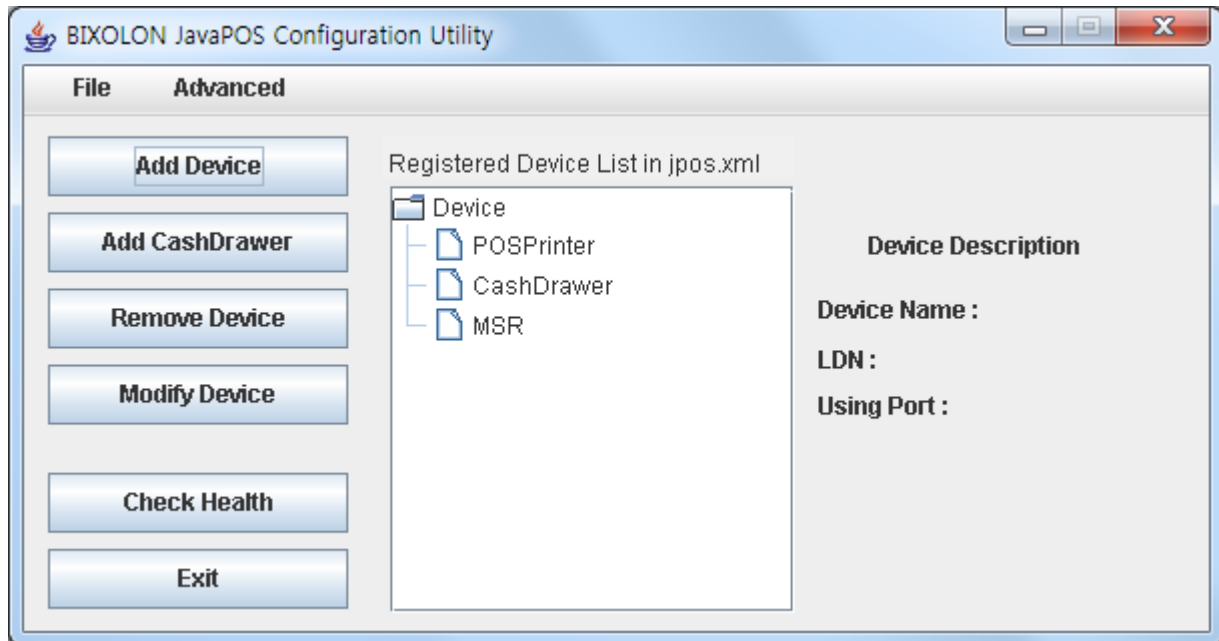 BIXOLON JavaPOS Configuration Utility
File Advanced
Add Device
Add CashDrawer
Remove Device
Modify Device
Check Health
Exit
Registered Device List in jpos.xml
Device
POSPrinter
CashDrawer
MSR
Device Description
Device Name :
LDN :
Using Port :